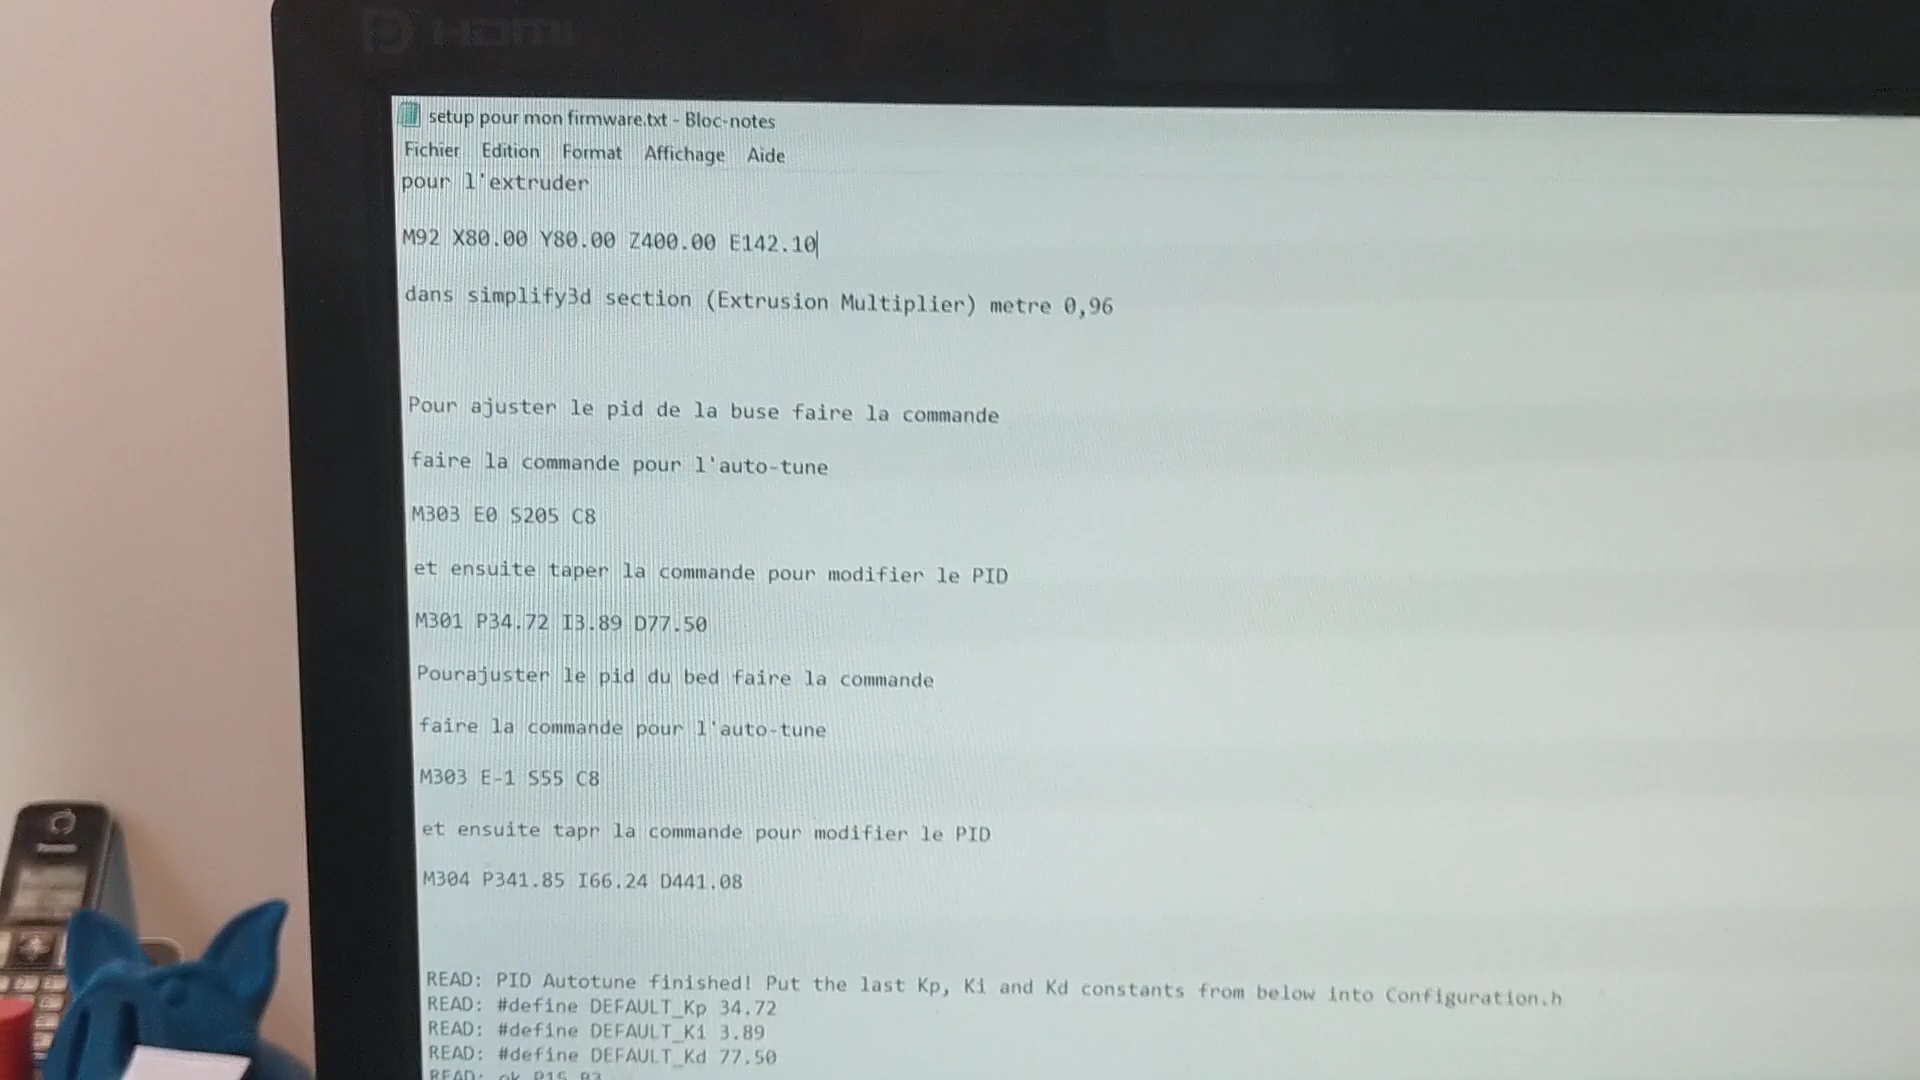 HDMI
setup pour mon firmware.txt - Bloc-notes
Fichier Edition Format Affichage Aide
pour l'extruder
M92 X80.00 Y80.00 Z400.00 E142.10
dans simplify3d section (Extrusion Multiplier) metre 0,96
Pour ajuster le pid de la buse faire la commande
faire la commande pour l'auto-tune
M303 E0 S205 C8
et ensuite taper la commande pour modifier le PID
M301 P34.72 I3.89 D77.50
Pourajuster le pid du bed faire la commande
faire la commande pour l'auto-tune
M303 E-1 S55 C8
et ensuite tapr la commande pour modifier le PID
M304 P341.85 I66.24 D441.08
READ: PID Autotune finished! Put the last Kp, Ki and Kd constants from below into Configuration.h
READ: #define DEFAULT_Kp 34.72
READ: #define DEFAULT_Ki 3.89
READ: #define DEFAULT_Kd 77.50
READ: ok P15